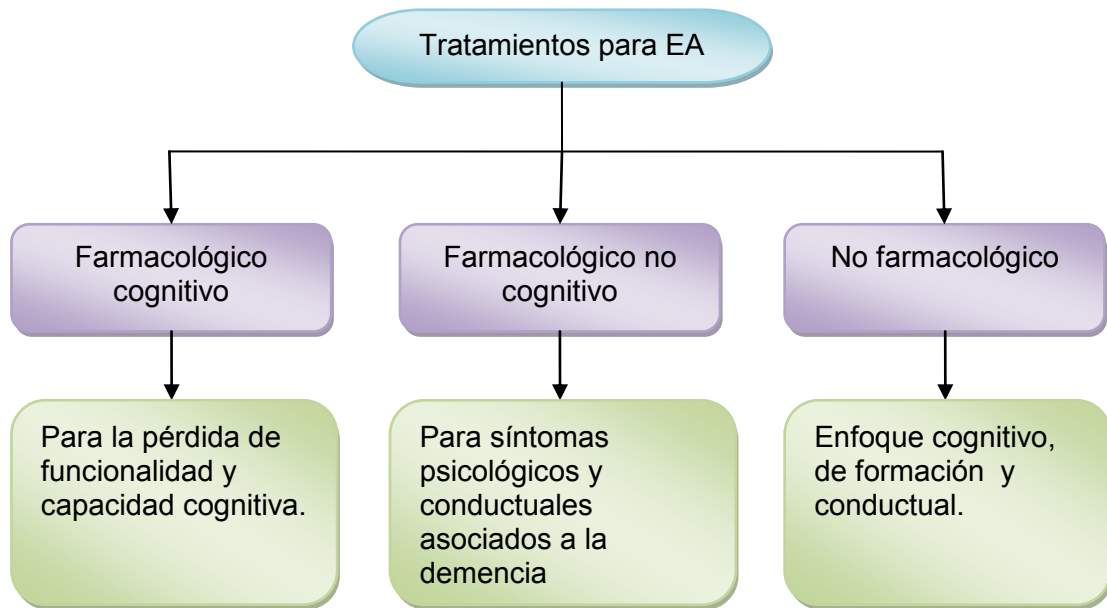 Tratamientos para EA
Farmacológico
cognitivo
Farmacológico no
cognitivo
No farmacológico
Para la pérdida de
funcionalidad y
capacidad cognitiva.
Para síntomas
psicológicos y
conductuales
asociados a la
demencia
Enfoque cognitivo,
de formación y
conductual.